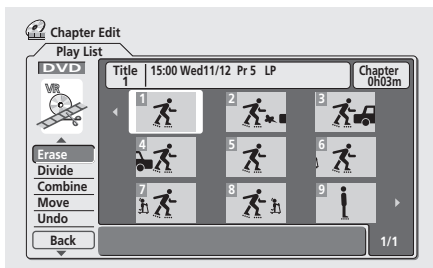 Chapter Edit
Play List
DVD
VR
Title 1 15:00 Wed11/12 Pr 5 LP
Chapter 0h03m
1 2 3
4 5 6
7 8 9
Erase
Divide
Combine
Move
Undo
Back
1/1